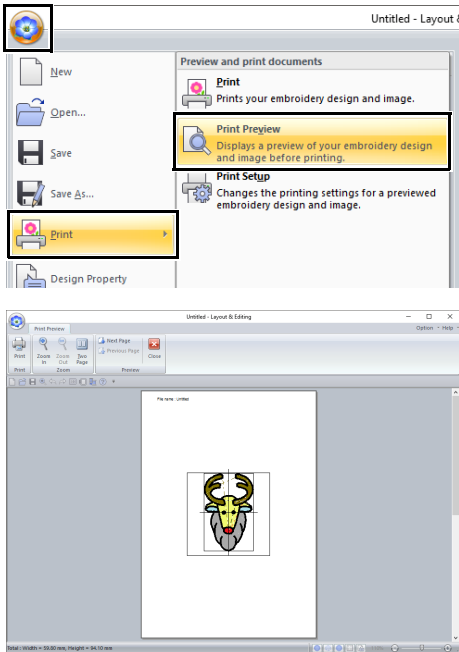 Untitled - Layout &
New
Open...
Save
Save As...
Print
Design Property
Preview and print documents
Print
Prints your embroidery design and image.
Print Preview
Displays a preview of your embroidery design
and image before printing.
Print Setup
Changes the printing settings for a previewed
embroidery design and image.
Untitled - Layout & Editing
Print Preview
Option
Help
Print
Zoom
In
Zoom
Out
Two
Page
Next Page
Previous Page
Close
Print
Zoom
Preview
File name : Untitled
Total : Width = 59.80 mm, Height = 94.10 mm